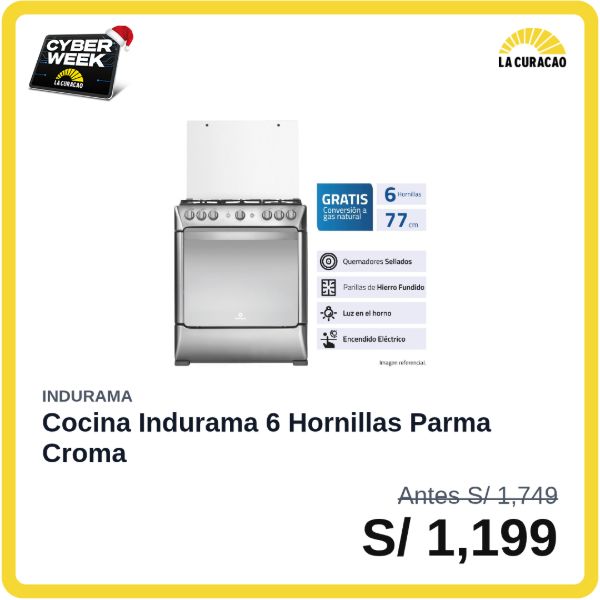 CYBER
WEEK
LA CURACAO
LA CURACAO
GRATIS
Conversión a
gas natural
6 Hornillas
77 cm
Quemadores Sellados
Parillas de Hierro Fundido
Luz en el horno
Encendido Eléctrico
Imagen referencial.
INDURAMA
Cocina Indurama 6 Hornillas Parma
Croma
Antes S/ 1,749
S/ 1,199